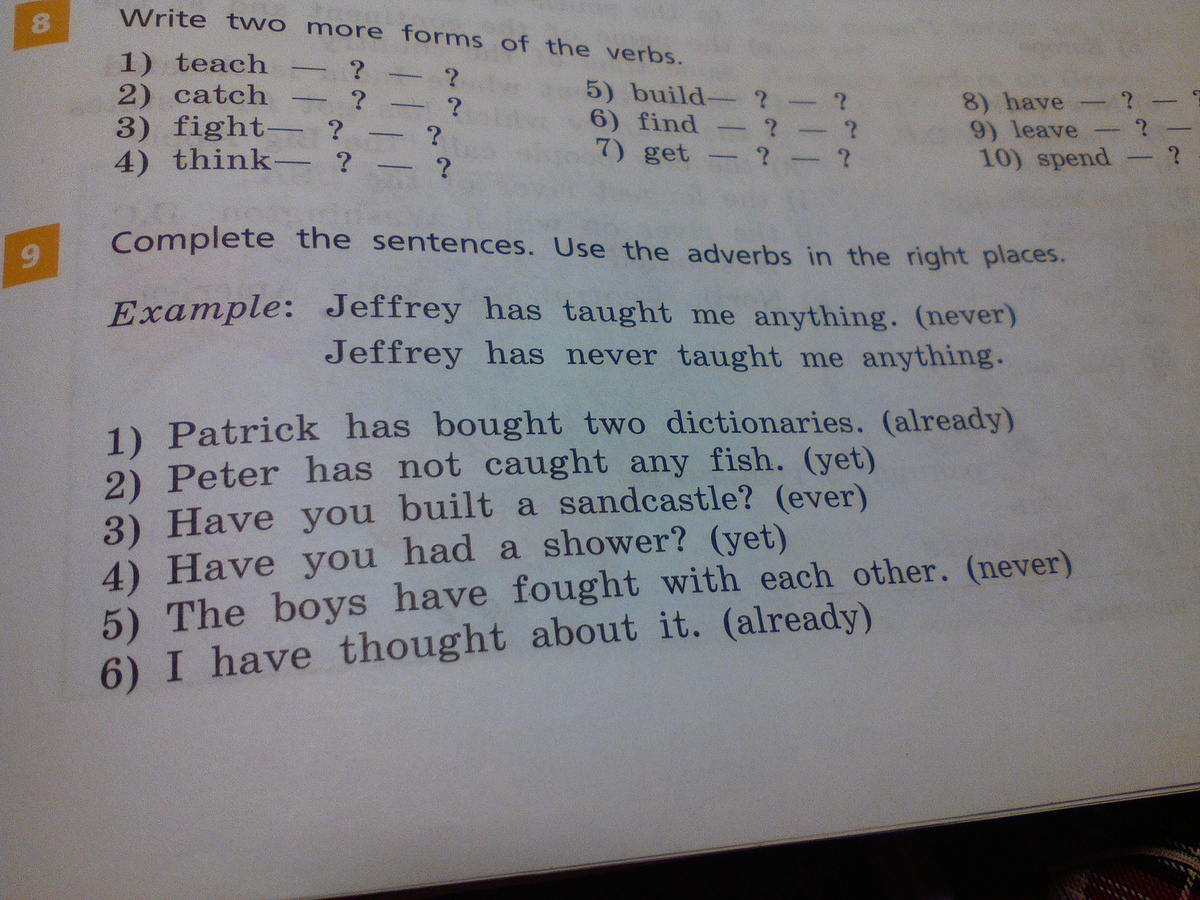 8 Write two more forms of the verbs.
1) teach — ? — ?
2) catch — ? — ?
3) fight— ? — ?
4) think— ? — ?
5) build— ? — ?
6) find — ? — ?
7) get — ? — ?
8) have — ? — ?
9) leave — ? —
10) spend — ?
9 Complete the sentences. Use the adverbs in the right places.
Example: Jeffrey has taught me anything. (never)
Jeffrey has never taught me anything.
1) Patrick has bought two dictionaries. (already)
2) Peter has not caught any fish. (yet)
3) Have you built a sandcastle? (ever)
4) Have you had a shower? (yet)
5) The boys have fought with each other. (never)
6) I have thought about it. (already)